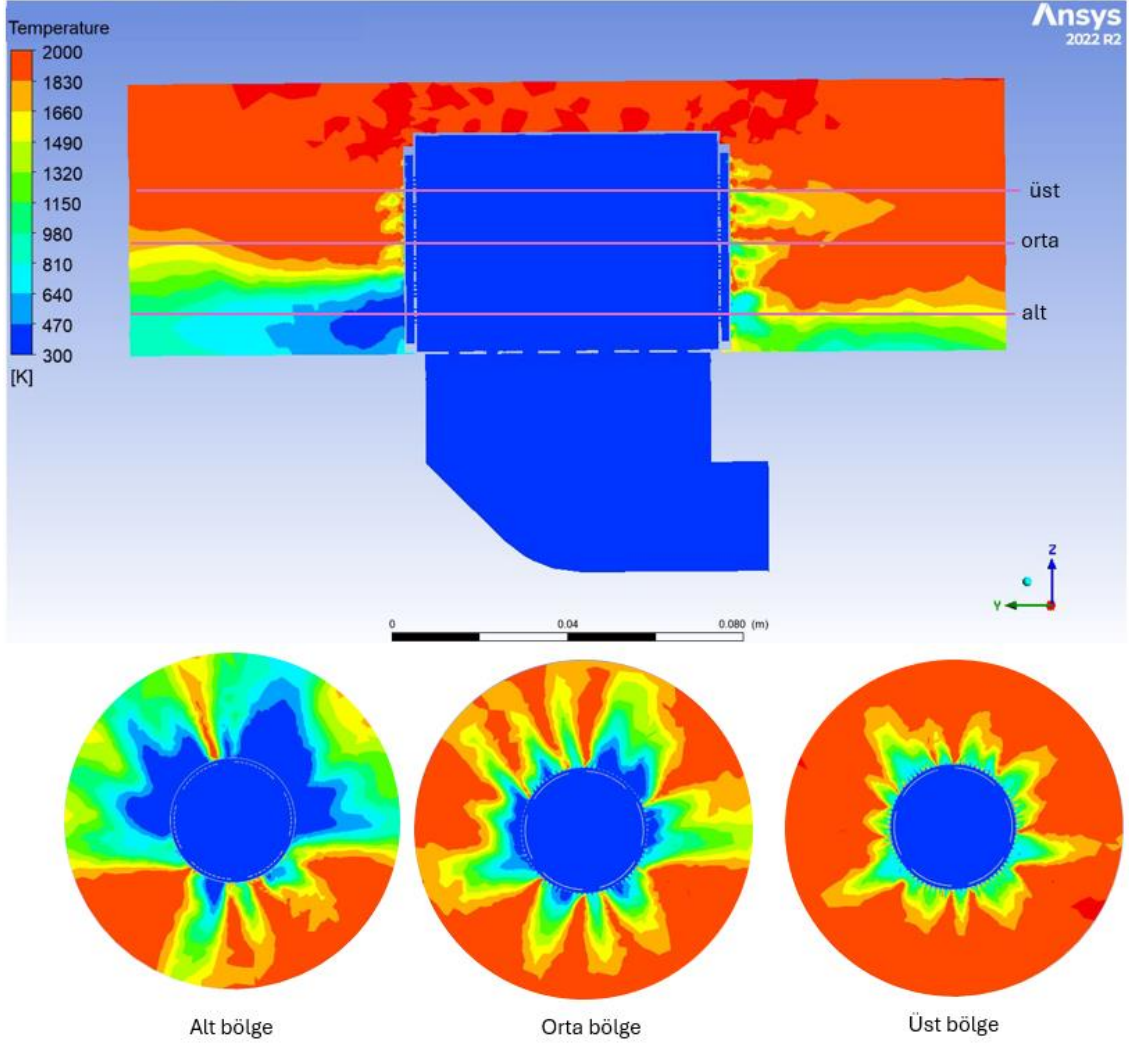 Temperature
2000
1830
1660
1490
1320
1150
980
810
640
470
300
[K]
Ansys
2022 R2
üst
orta
alt
Z
Y
0
0.04
0.080 (m)
Alt bölge
Orta bölge
Üst bölge